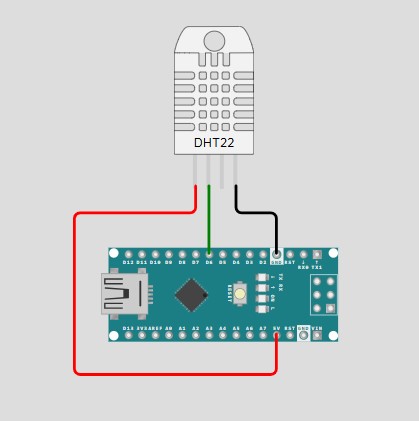 DHT22
D12 D11 D10 D9 D8 D7 D6 D5 D4 D3 D2 GND RST RX0 TX1
RESET
TX RX ON L
D13 3V3 AREF A0 A1 A2 A3 A4 A5 A6 A7 5V RST GND VIN